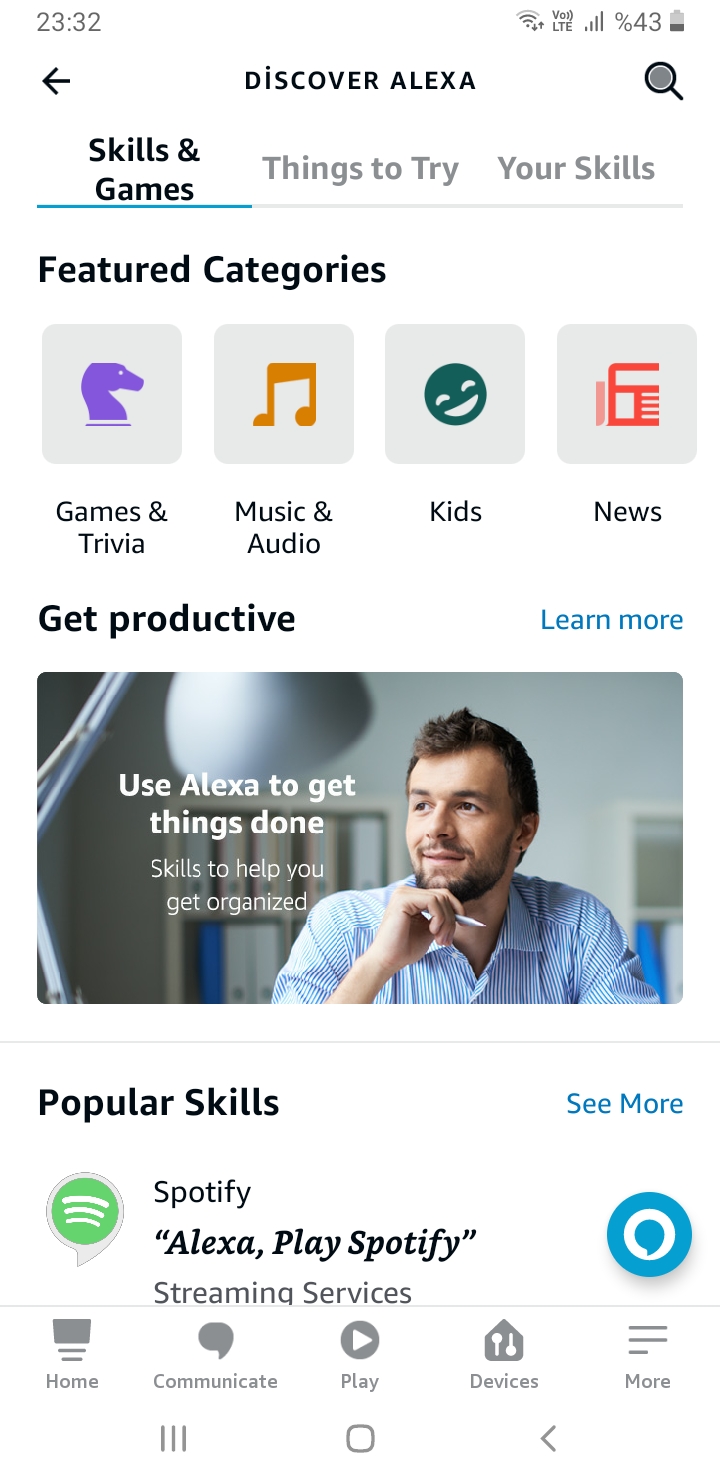 23:32
Vo))
LTE
%43
DİSCOVER ALEXA
Skills &
Games
Things to Try
Your Skills
Featured Categories
Games &
Trivia
Music &
Audio
Kids
News
Get productive
Learn more
Use Alexa to get
things done
Skills to help you
get organized
Popular Skills
See More
Spotify
“Alexa, Play Spotify”
Streaming Services
Home
Communicate
Play
Devices
More